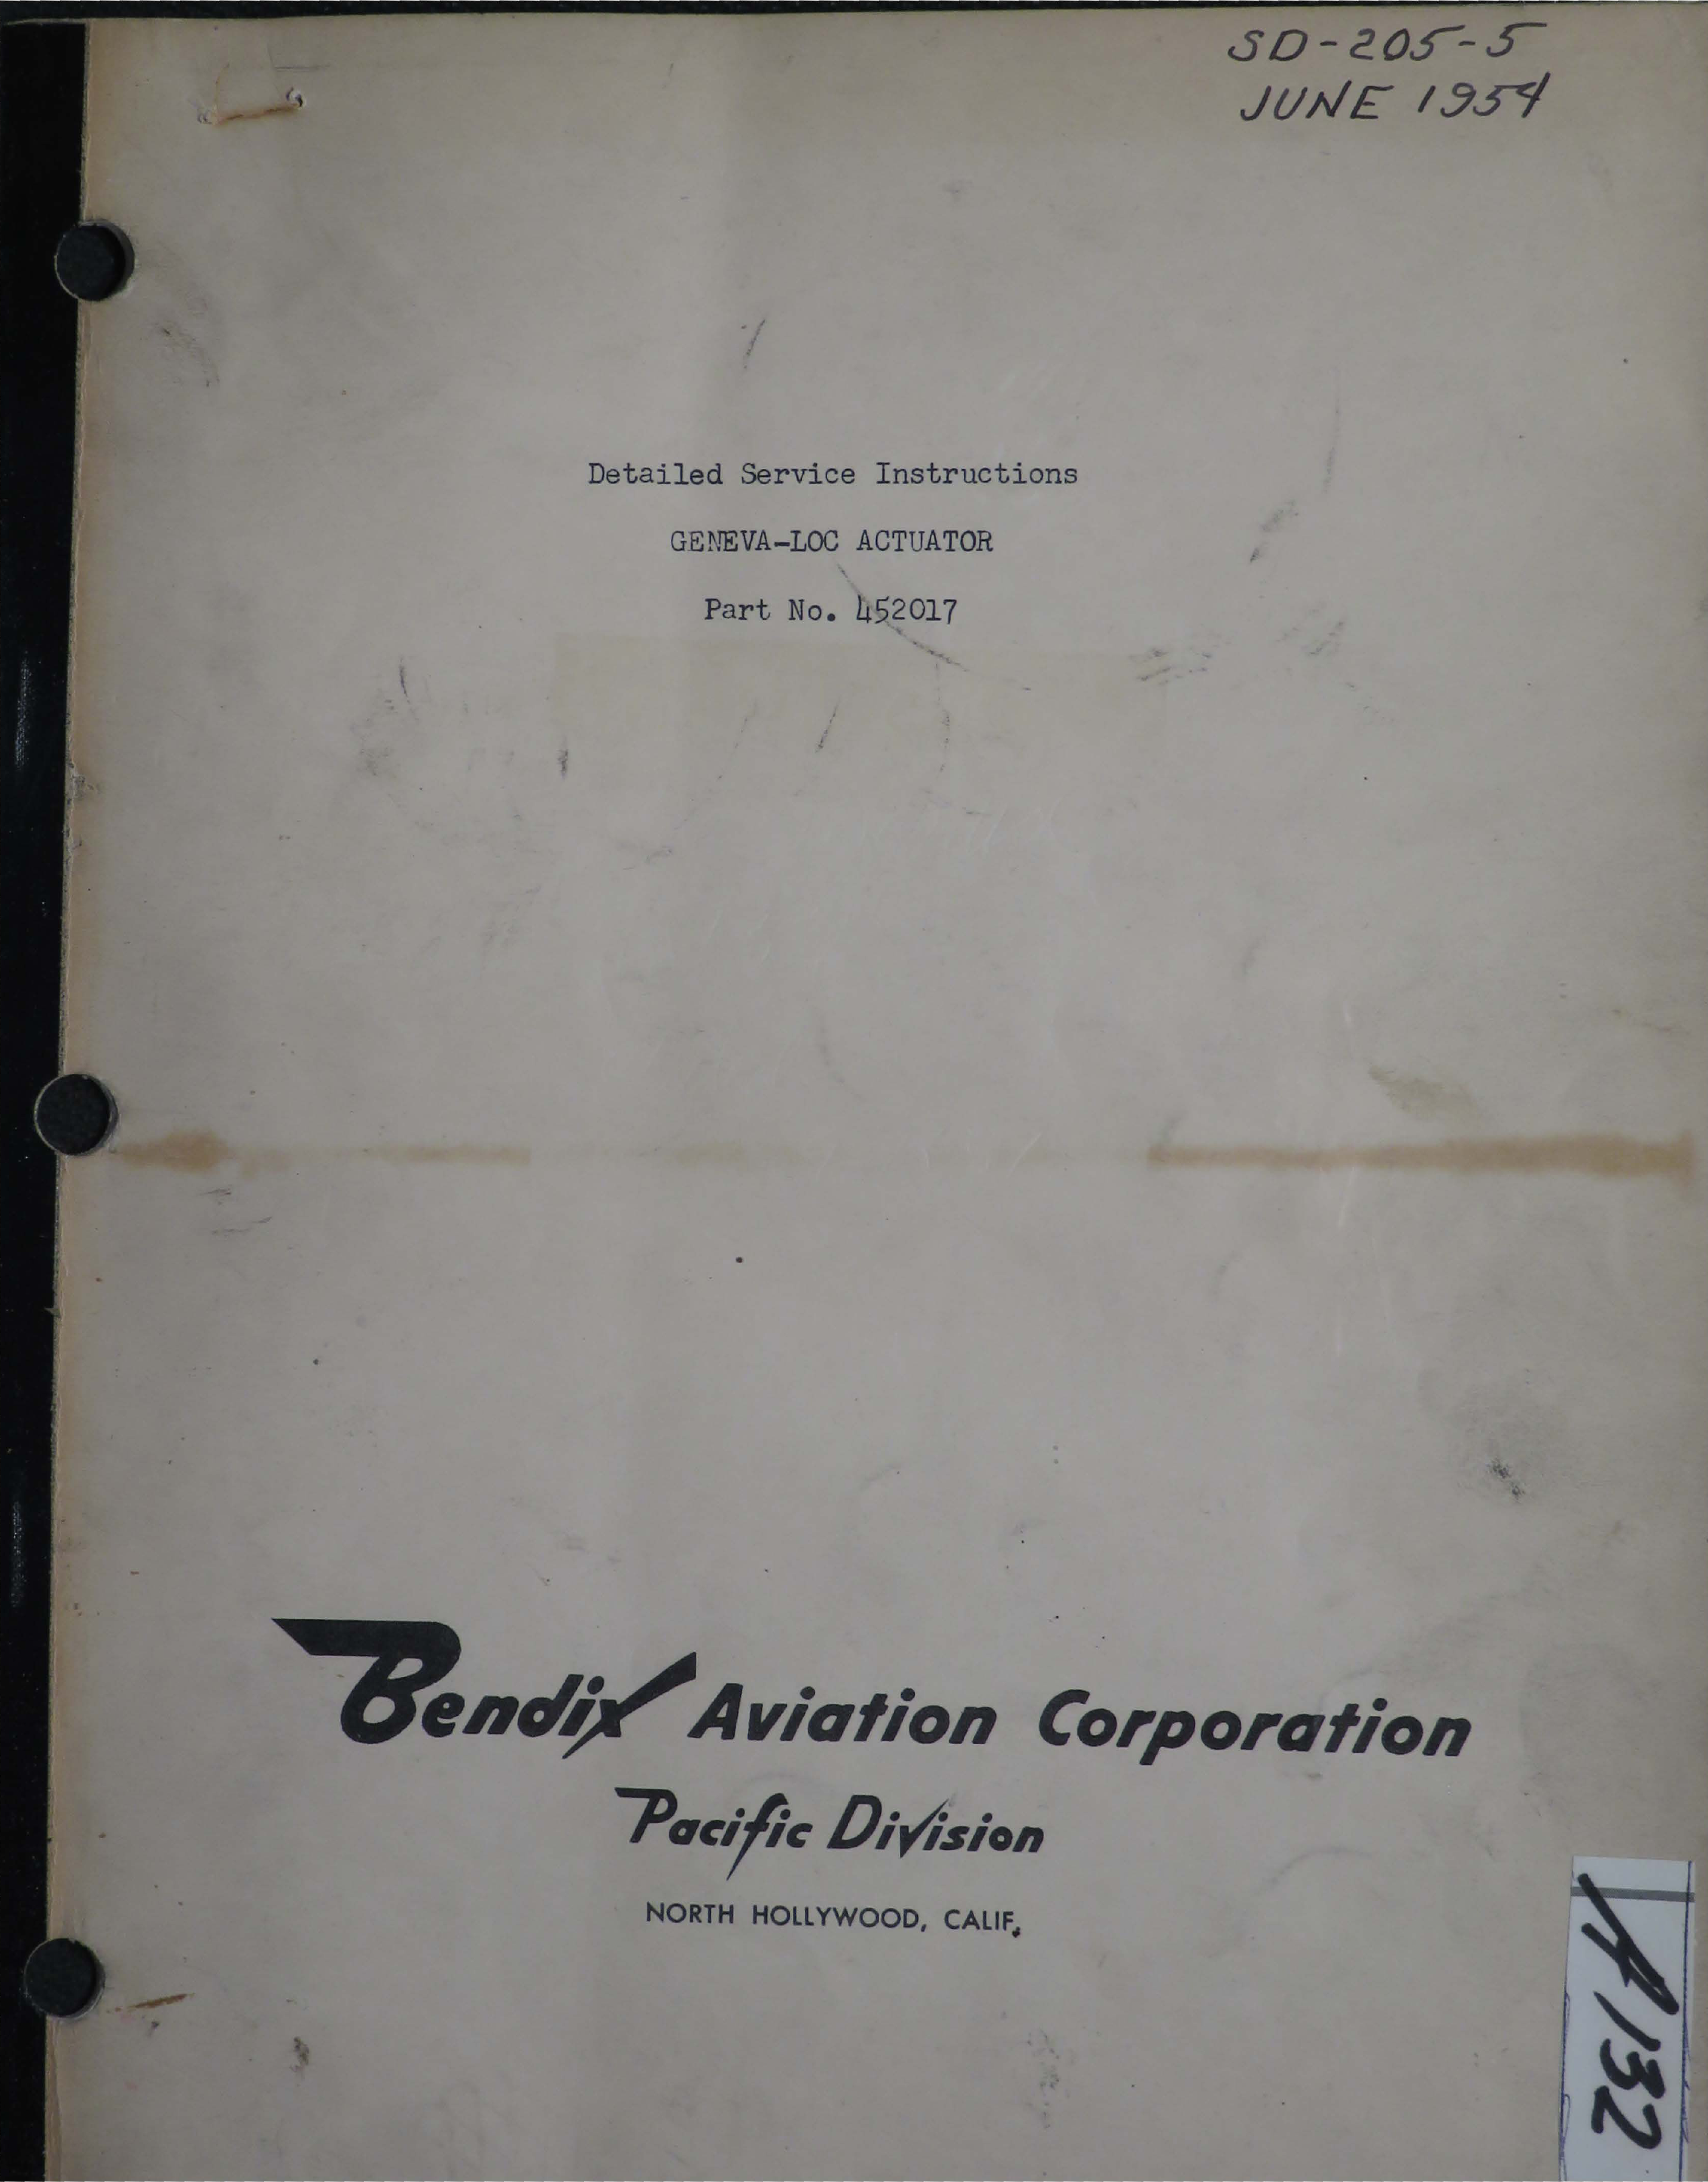 SD-205-5
JUNE 1954
Detailed Service Instructions
GENEVA-LOC ACTUATOR
Part No. 452017
Bendix Aviation Corporation
Pacific Division
NORTH HOLLYWOOD, CALIF.
A132